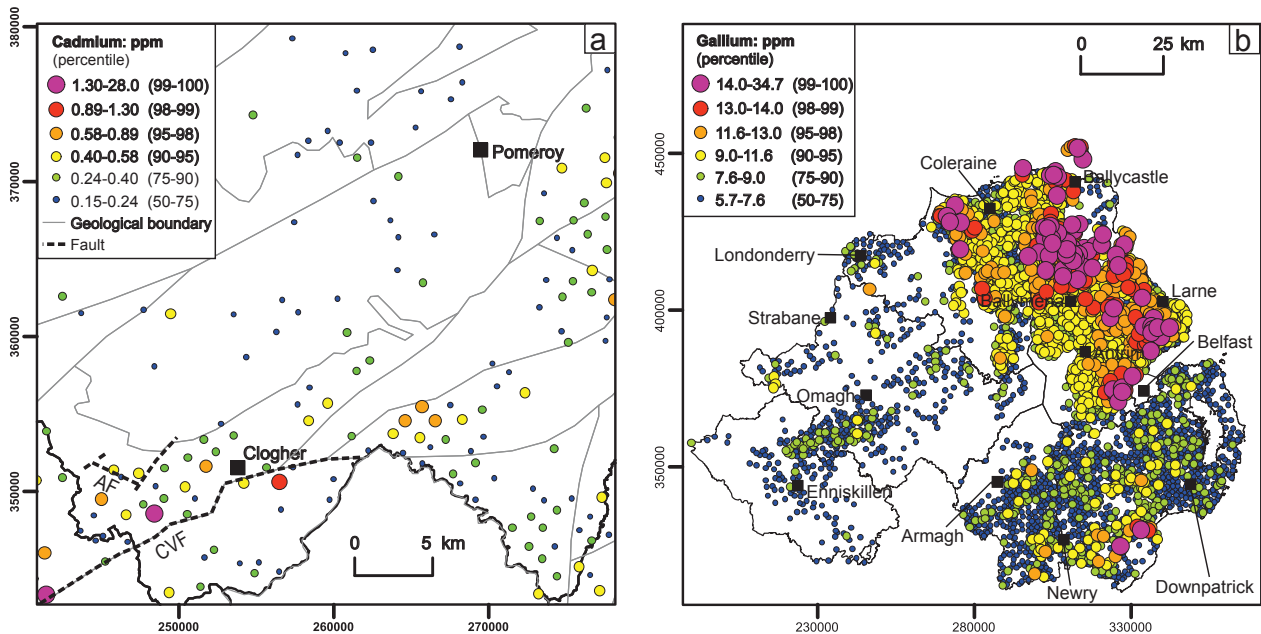 a
Cadmium: ppm
(percentile)
1.30-28.0 (99-100)
0.89-1.30 (98-99)
0.58-0.89 (95-98)
0.40-0.58 (90-95)
0.24-0.40 (75-90)
0.15-0.24 (50-75)
Geological boundary
Fault
Pomeroy
Clogher
AF
CVF
0 5 km
380000
370000
360000
350000
250000 260000 270000
b
Gallium: ppm
(percentile)
14.0-34.7 (99-100)
13.0-14.0 (98-99)
11.6-13.0 (95-98)
9.0-11.6 (90-95)
7.6-9.0 (75-90)
5.7-7.6 (50-75)
0 25 km
Coleraine
Ballycastle
Londonderry
Ballymena
Larne
Strabane
Belfast
Antrim
Omagh
Enniskillen
Armagh
Newry
Downpatrick
450000
400000
350000
230000 280000 330000